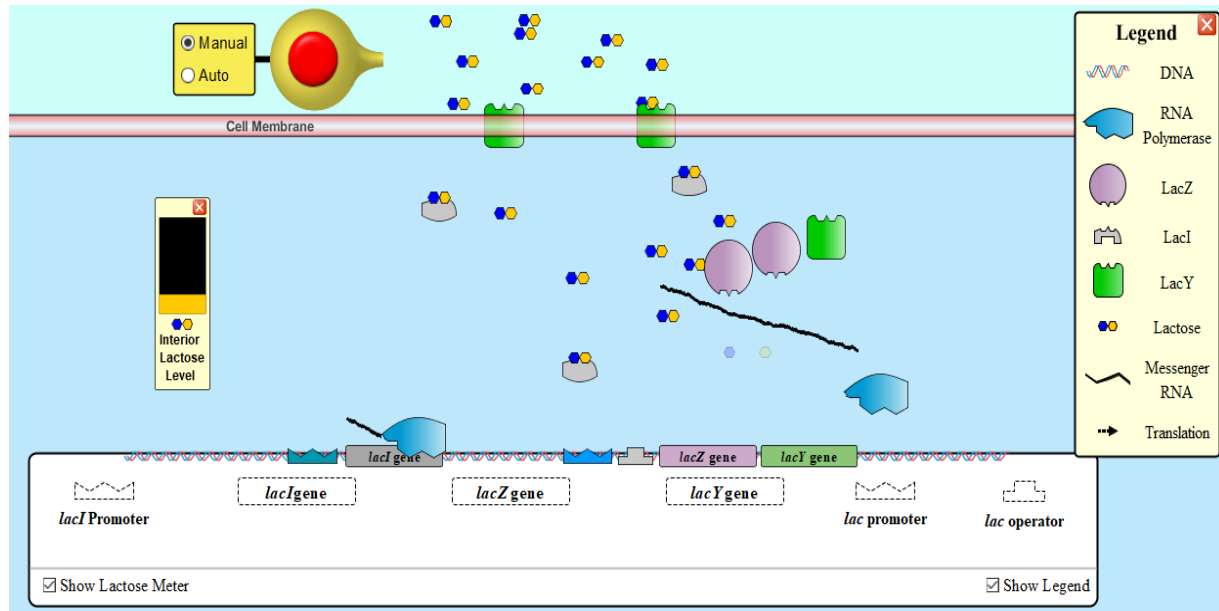 Manual
Auto
Cell Membrane
Legend
DNA
RNA
Polymerase
LacZ
LacI
LacY
Lactose
Messenger
RNA
Translation
Interior
Lactose
Level
lacI gene
lacZ gene
lacY gene
lacI Promoter
lacIgene
lacZ gene
lacY gene
lac promoter
lac operator
Show Lactose Meter
Show Legend